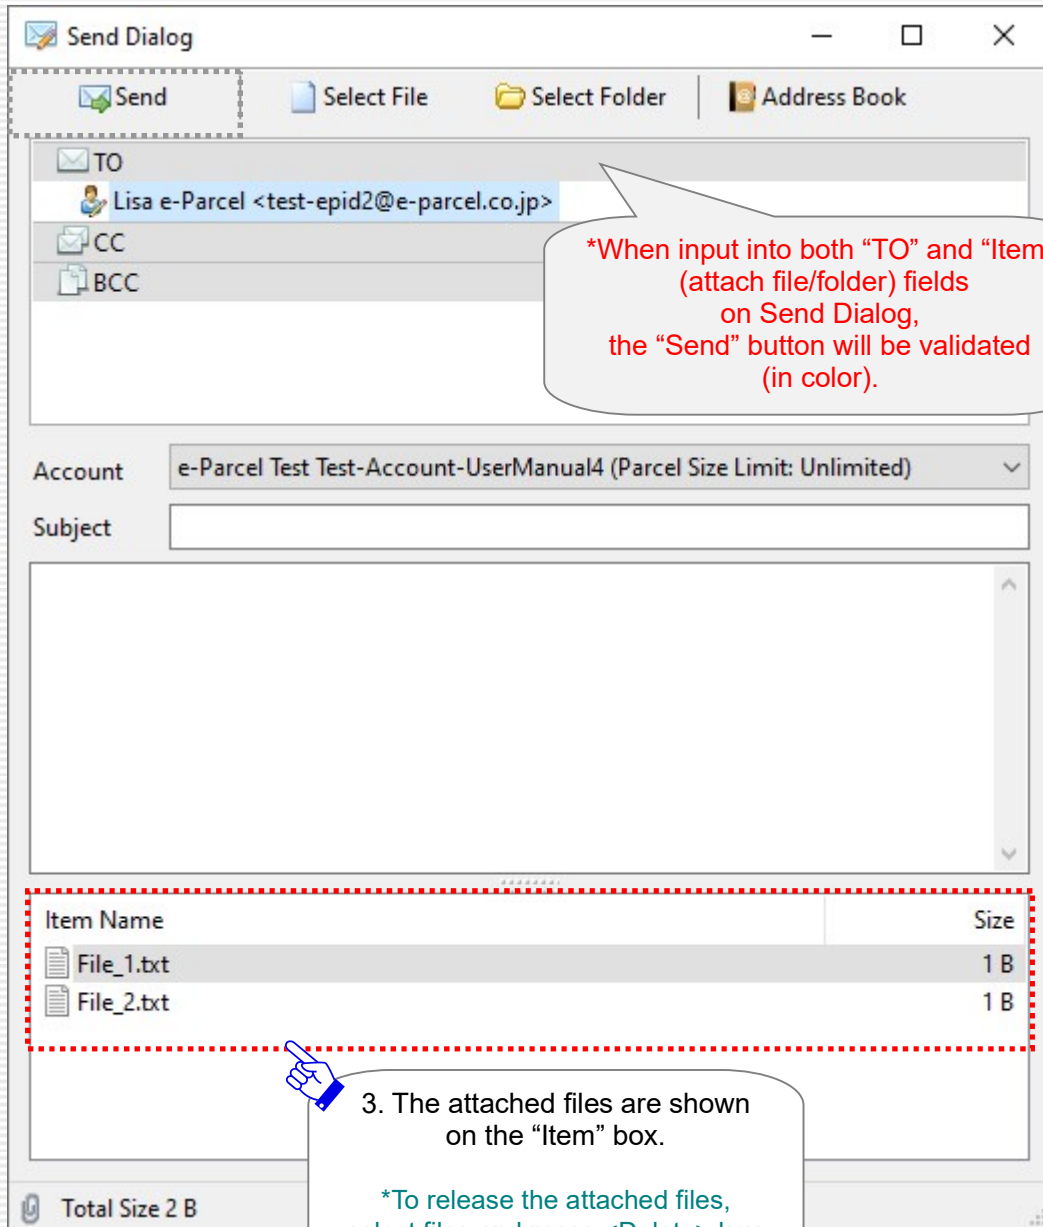 Send Dialog
Send Select File Select Folder Address Book
TO
Lisa e-Parcel <test-epid2@e-parcel.co.jp>
CC
BCC
*When input into both “TO” and “Item
(attach file/folder) fields
on Send Dialog,
the “Send” button will be validated
(in color).
Account e-Parcel Test Test-Account-UserManual4 (Parcel Size Limit: Unlimited)
Subject
Item Name Size
File_1.txt 1 B
File_2.txt 1 B
3. The attached files are shown
on the “Item” box.
*To release the attached files,
Total Size 2 B